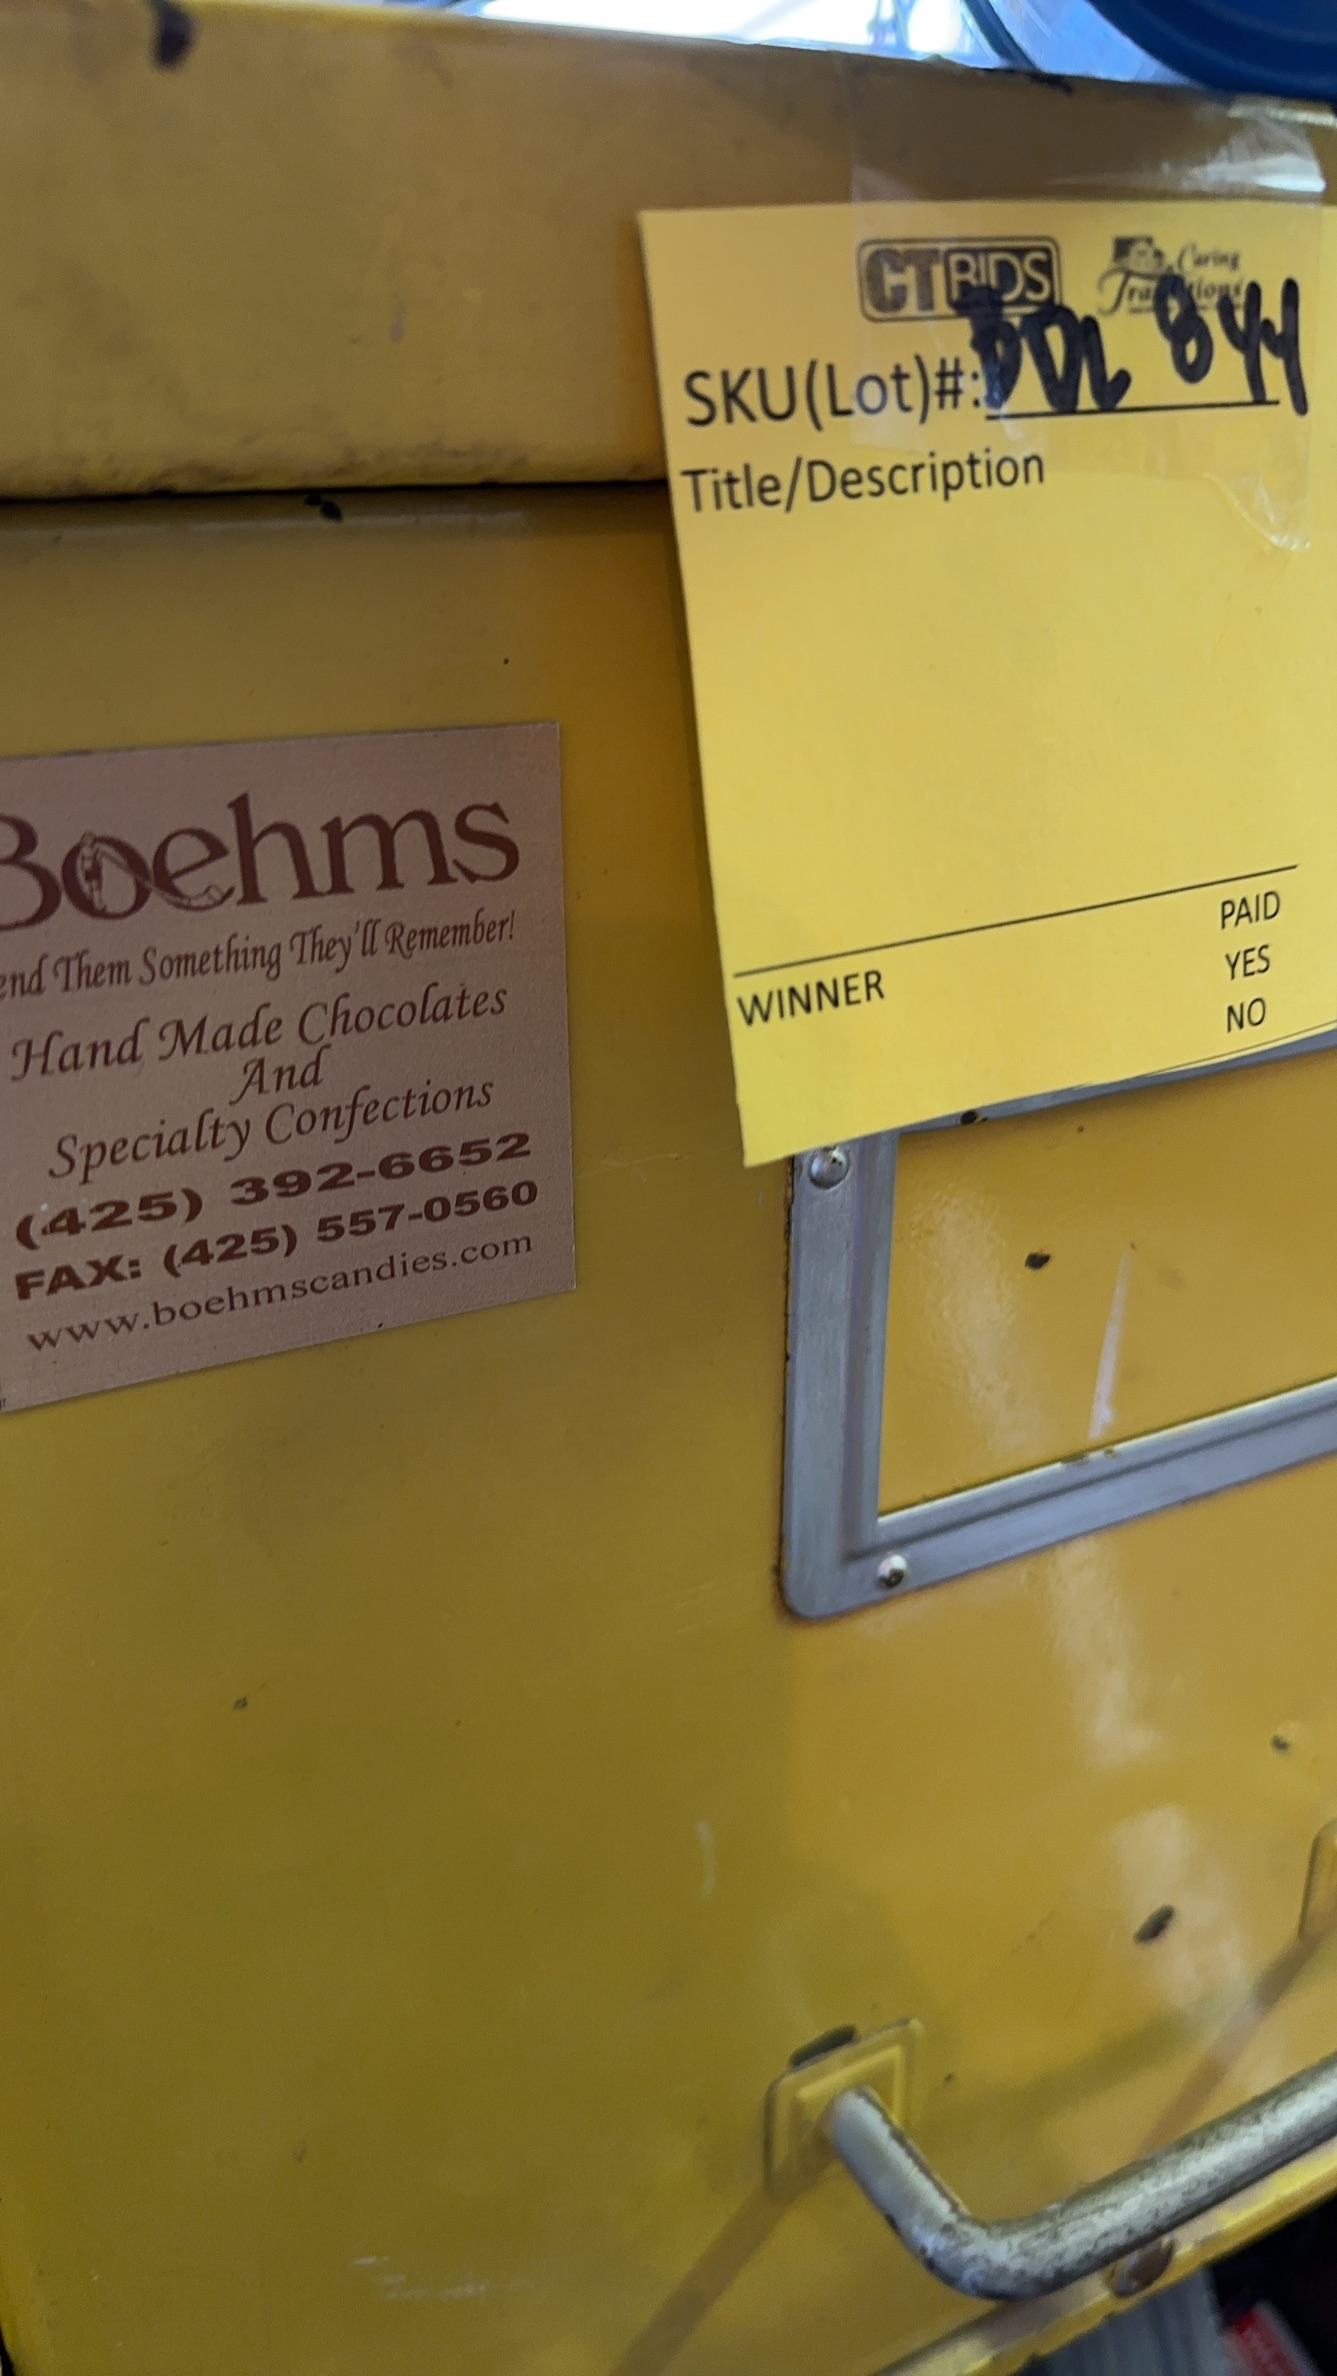 CTBIDS
Caring
Transitions
SKU(Lot)#: DDL 844
Title/Description
WINNER
PAID
YES
NO
Boehms
end Them Something They'll Remember!
Hand Made Chocolates
And
Specialty Confections
(425) 392-6652
FAX: (425) 557-0560
www.boehmscandies.com